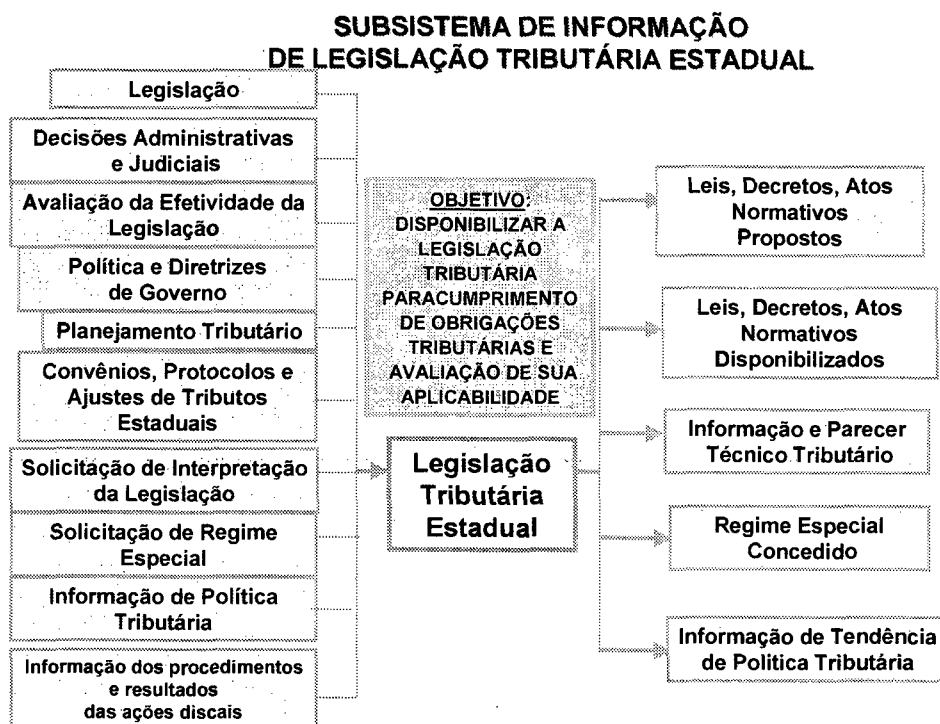 SUBSISTEMA DE INFORMAÇÃO
DE LEGISLAÇÃO TRIBUTÁRIA ESTADUAL
Legislação
Decisões Administrativas
e Judiciais
Avaliação da Efetividade da
Legislação
Política e Diretrizes
de Governo
Planejamento Tributário
Convênios, Protocolos e
Ajustes de Tributos
Estaduais
Solicitação de Interpretação
da Legislação
Solicitação de Regime
Especial
Informação de Política
Tributária
Informação dos procedimentos
e resultados
das ações discais
OBJETIVO:
DISPONIBILIZAR A
LEGISLAÇÃO
TRIBUTÁRIA
PARACUMPRIMENTO
DE OBRIGAÇÕES
TRIBUTÁRIAS E
AVALIAÇÃO DE SUA
APLICABILIDADE
Legislação
Tributária
Estadual
Leis, Decretos, Atos
Normativos
Propostos
Leis, Decretos, Atos
Normativos
Disponibilizados
Informação e Parecer
Técnico Tributário
Regime Especial
Concedido
Informação de Tendência
de Politica Tributária